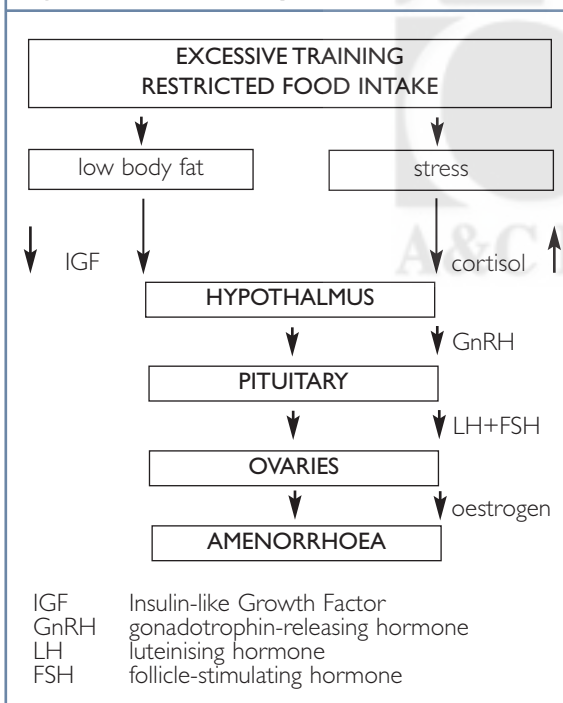 EXCESSIVE TRAINING
RESTRICTED FOOD INTAKE
low body fat
stress
IGF
cortisol
HYPOTHALMUS
GnRH
PITUITARY
LH+FSH
OVARIES
oestrogen
AMENORRHOEA
IGF Insulin-like Growth Factor
GnRH gonadotrophin-releasing hormone
LH luteinising hormone
FSH follicle-stimulating hormone